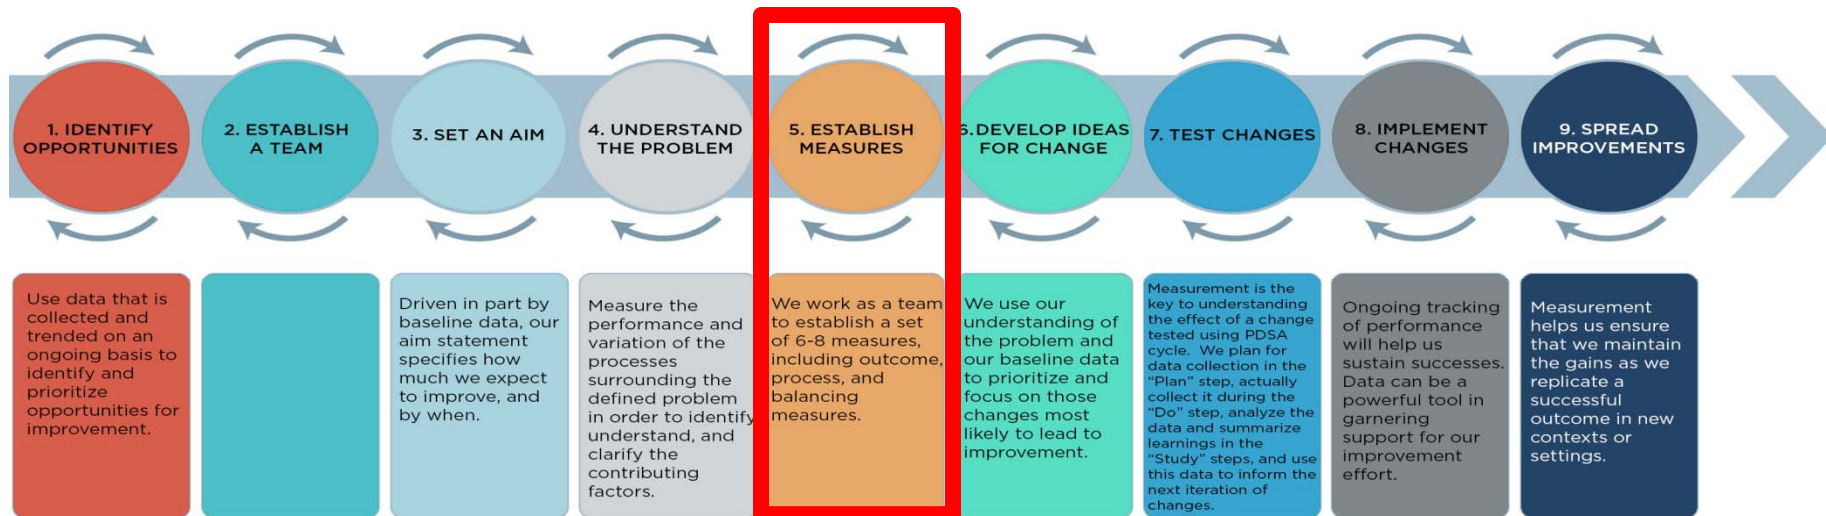 1. IDENTIFY
OPPORTUNITIES
2. ESTABLISH
A TEAM
3. SET AN AIM
4. UNDERSTAND
THE PROBLEM
5. ESTABLISH
MEASURES
6.DEVELOP IDEAS
FOR CHANGE
7. TEST CHANGES
8. IMPLEMENT
CHANGES
9. SPREAD
IMPROVEMENTS
Use data that is
collected and
trended on an
ongoing basis to
identify and
prioritize
opportunities for
improvement.
Driven in part by
baseline data, our
aim statement
specifies how
much we expect
to improve, and
by when.
Measure the
performance and
variation of the
processes
surrounding the
defined problem
in order to identify
understand, and
clarify the
contributing
factors.
We work as a team
to establish a set
of 6-8 measures,
including outcome,
process, and
balancing
measures.
We use our
understanding of
the problem and
our baseline data
to prioritize and
focus on those
changes most
likely to lead to
improvement.
Measurement is the
key to understanding
the effect of a change
tested using PDSA
cycle. We plan for
data collection in the
“Plan” step, actually
collect it during the
“Do” step, analyze the
data and summarize
learnings in the
“Study” steps, and use
this data to inform the
next iteration of
changes.
Ongoing tracking
of performance
will help us
sustain successes.
Data can be a
powerful tool in
garnering
support for our
improvement
effort.
Measurement
helps us ensure
that we maintain
the gains as we
replicate a
successful
outcome in new
contexts or
settings.